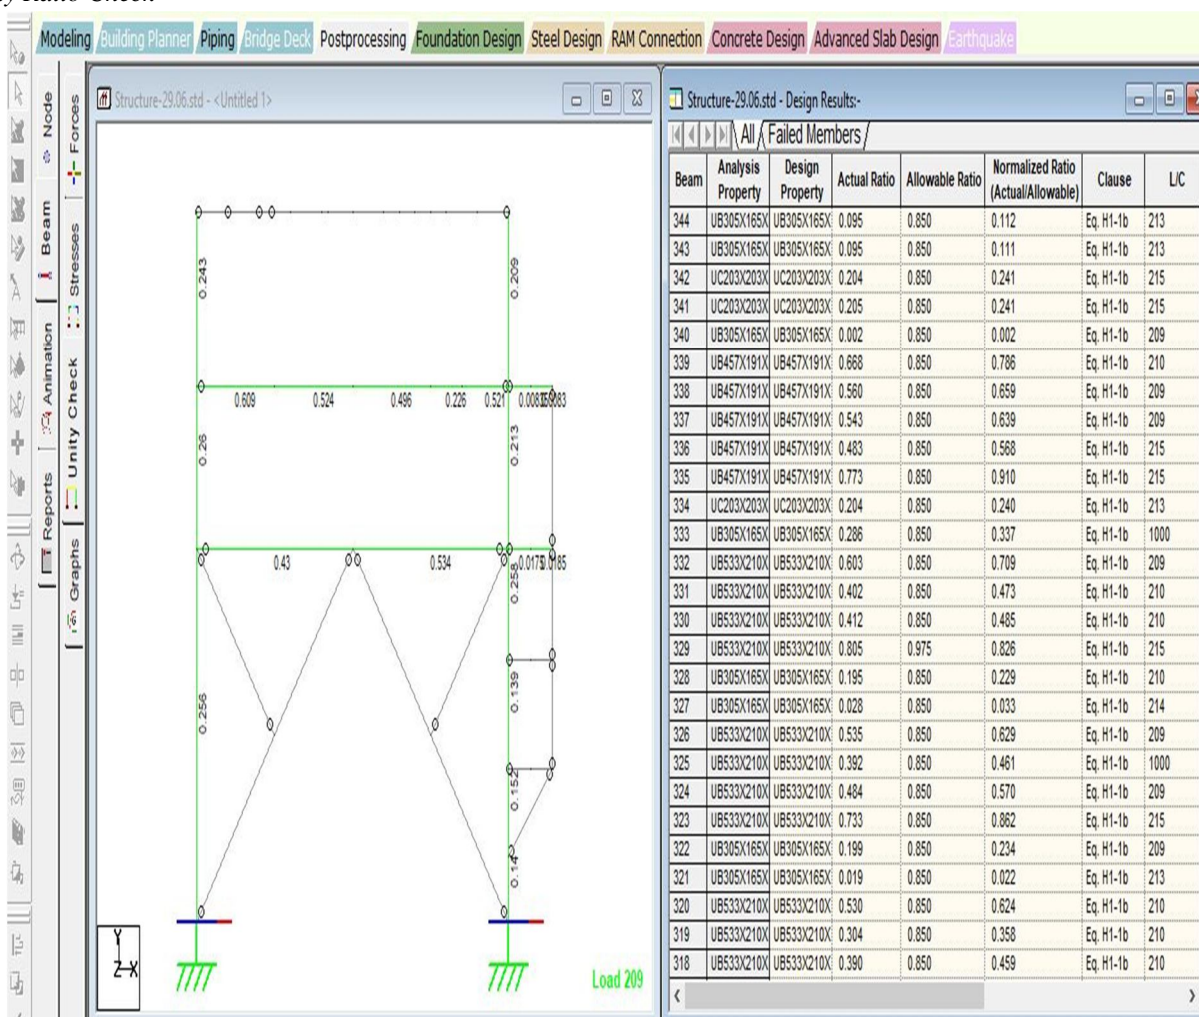 Modeling Building Planner Piping Bridge Deck Postprocessing Foundation Design Steel Design RAM Connection Concrete Design Advanced Slab Design Earthquake
Node
Beam
Animation
Reports
Forces
Stresses
Unity Check
Graphs
Structure-29.06.std - <Untitled 1>
0.243
0.209
0.609 0.524 0.496 0.226 0.521
0.26
0.213
0.43 0.534
0.258
0.256
0.139
0.152
0.14
Y
Z X
Load 209
Structure-29.06.std - Design Results:-
All Failed Members
Beam Analysis Property Design Property Actual Ratio Allowable Ratio Normalized Ratio (Actual/Allowable) Clause L/C
344 UB305X165X UB305X165X 0.095 0.850 0.112 Eq. H1-1b 213
343 UB305X165X UB305X165X 0.095 0.850 0.111 Eq. H1-1b 213
342 UC203X203X UC203X203X 0.204 0.850 0.241 Eq. H1-1b 215
341 UC203X203X UC203X203X 0.205 0.850 0.241 Eq. H1-1b 215
340 UB305X165X UB305X165X 0.002 0.850 0.002 Eq. H1-1b 209
339 UB457X191X UB457X191X 0.668 0.850 0.786 Eq. H1-1b 210
338 UB457X191X UB457X191X 0.560 0.850 0.659 Eq. H1-1b 209
337 UB457X191X UB457X191X 0.543 0.850 0.639 Eq. H1-1b 209
336 UB457X191X UB457X191X 0.483 0.850 0.568 Eq. H1-1b 215
335 UB457X191X UB457X191X 0.773 0.850 0.910 Eq. H1-1b 215
334 UC203X203X UC203X203X 0.204 0.850 0.240 Eq. H1-1b 213
333 UB305X165X UB305X165X 0.286 0.850 0.337 Eq. H1-1b 1000
332 UB533X210X UB533X210X 0.603 0.850 0.709 Eq. H1-1b 209
331 UB533X210X UB533X210X 0.402 0.850 0.473 Eq. H1-1b 210
330 UB533X210X UB533X210X 0.412 0.850 0.485 Eq. H1-1b 210
329 UB533X210X UB533X210X 0.805 0.975 0.826 Eq. H1-1b 215
328 UB305X165X UB305X165X 0.195 0.850 0.229 Eq. H1-1b 210
327 UB305X165X UB305X165X 0.028 0.850 0.033 Eq. H1-1b 214
326 UB533X210X UB533X210X 0.535 0.850 0.629 Eq. H1-1b 209
325 UB533X210X UB533X210X 0.392 0.850 0.461 Eq. H1-1b 1000
324 UB533X210X UB533X210X 0.484 0.850 0.570 Eq. H1-1b 209
323 UB533X210X UB533X210X 0.733 0.850 0.862 Eq. H1-1b 215
322 UB305X165X UB305X165X 0.199 0.850 0.234 Eq. H1-1b 209
321 UB305X165X UB305X165X 0.019 0.850 0.022 Eq. H1-1b 213
320 UB533X210X UB533X210X 0.530 0.850 0.624 Eq. H1-1b 210
319 UB533X210X UB533X210X 0.304 0.850 0.358 Eq. H1-1b 210
318 UB533X210X UB533X210X 0.390 0.850 0.459 Eq. H1-1b 210